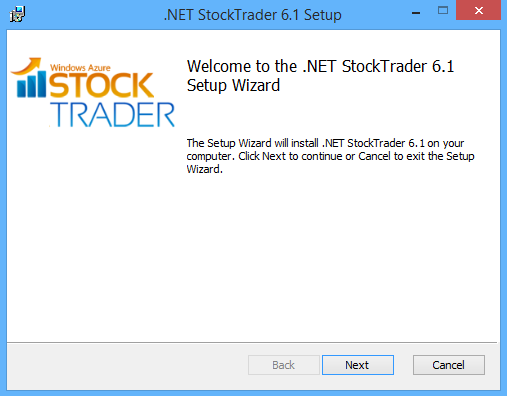 .NET StockTrader 6.1 Setup
Windows Azure
STOCK
TRADER
Welcome to the .NET StockTrader 6.1
Setup Wizard
The Setup Wizard will install .NET StockTrader 6.1 on your
computer. Click Next to continue or Cancel to exit the Setup
Wizard.
Back
Next
Cancel